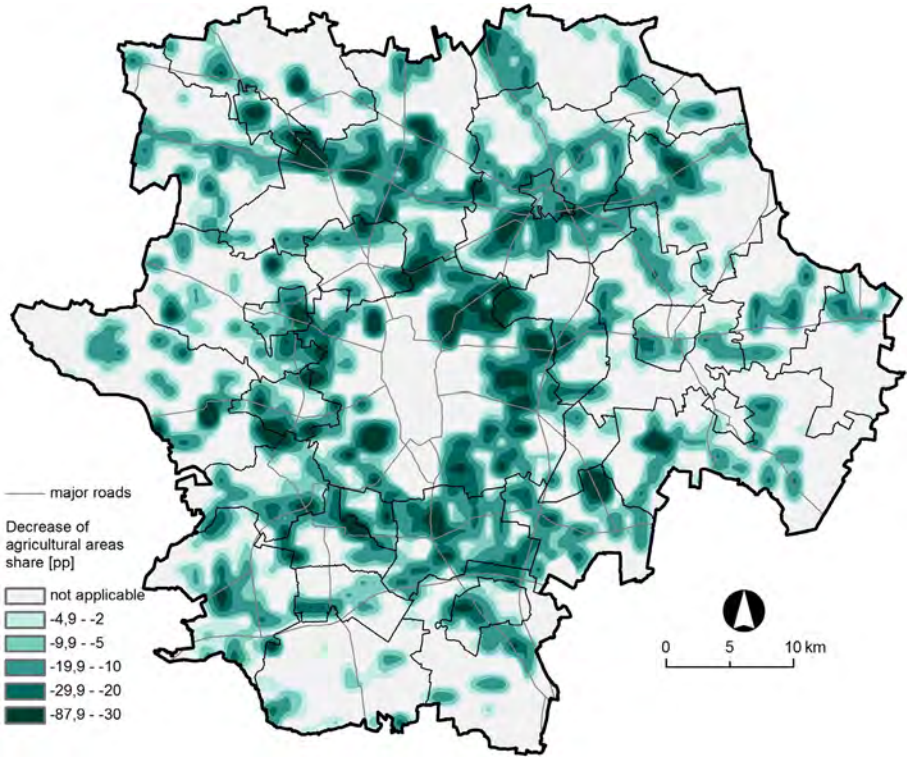 major roads
Decrease of
agricultural areas
share [pp]
not applicable
-4,9 - -2
-9,9 - -5
-19,9 - -10
-29,9 - -20
-87,9 - -30
0 5 10 km